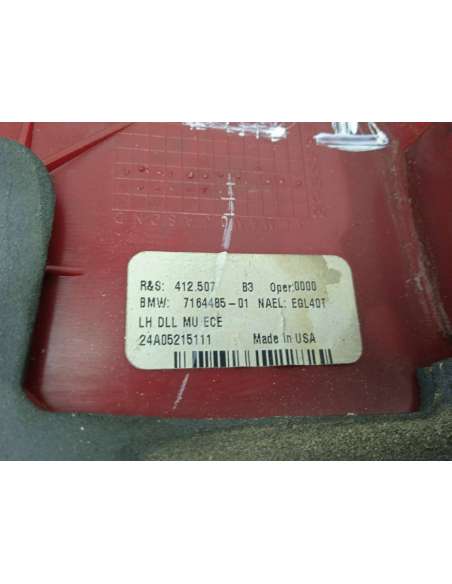 R&S: 412.507 B3 Oper:0000
BMW: 7164485-01 NAEL: EGL40T
LH DLL MU ECE
24A05215111 Made in USA